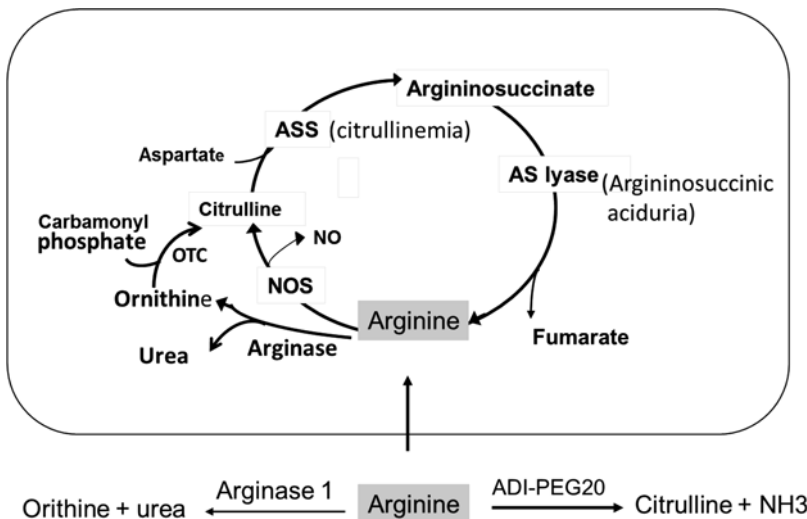 Argininosuccinate
ASS (citrullinemia)
Aspartate
AS lyase (Argininosuccinic
aciduria)
Citrulline
Carbamonyl
phosphate
NO
OTC
NOS
Ornithine
Arginine
Fumarate
Urea
Arginase
Orithine + urea
Arginase 1
Arginine
ADI-PEG20
Citrulline + NH3